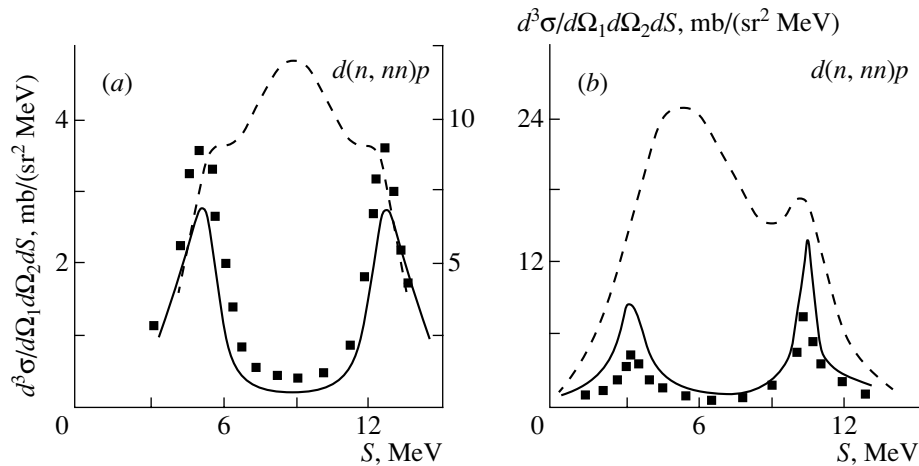 d³σ/dΩ₁dΩ₂dS, mb/(sr² MeV)
(a)
d(n, nn)p
4
2
0
10
5
6
12
S, MeV
d³σ/dΩ₁dΩ₂dS, mb/(sr² MeV)
(b)
d(n, nn)p
24
12
0
6
12
S, MeV